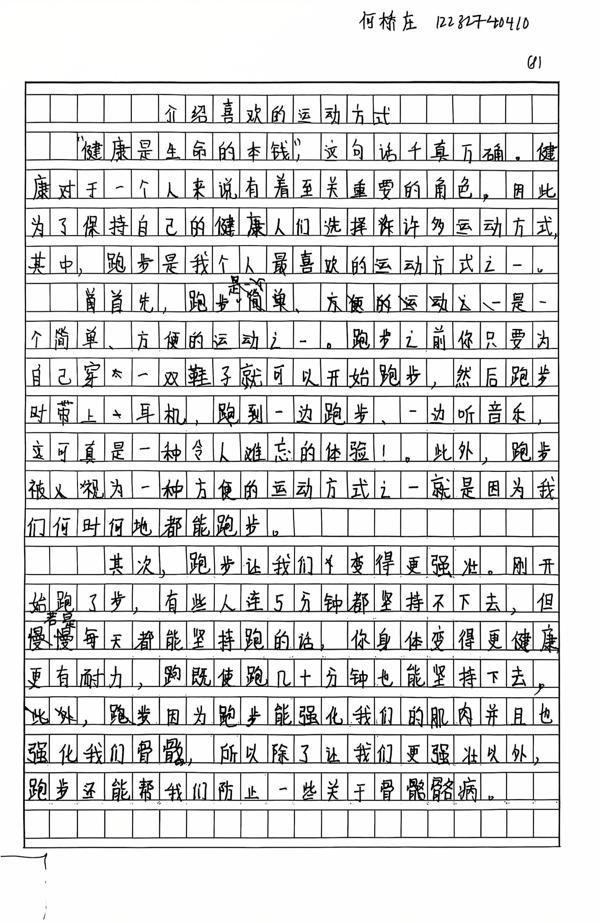 何桥庄 12282740410
(1)
介绍喜欢的运动方式
"健康是生命的本钱",这句话千真万确。健
康对于一个人来说有着至关重要的角色。因此
为了保持自己的健康人们选择许多运动方式,
其中,跑步是我个人最喜欢的运动方式之一。
首先,跑步是一个简单、方便的运动之一是一
个简单、方便的运动之一。跑步之前你只要为
自己穿一双鞋子就可以开始跑步,然后跑步
时带上耳机,跑到一边跑步、一边听音乐,
这可真是一种令人难忘的体验!。此外,跑步
被视为一种方便的运动方式之一就是因为我
们何时何地都能跑步。
其次,跑步让我们变得更强壮。刚开
始跑了步,有些人连5分钟都坚持不下去,但
若是
慢慢每天都能坚持跑的话,你身体变得更健康,
更有耐力,跑既使跑几十分钟也能坚持下去。
此外,跑步因为跑步能强化我们的肌肉并且也
强化我们骨骼,所以除了让我们更强壮以外,
跑步还能帮我们防止一些关于骨骼骼病。